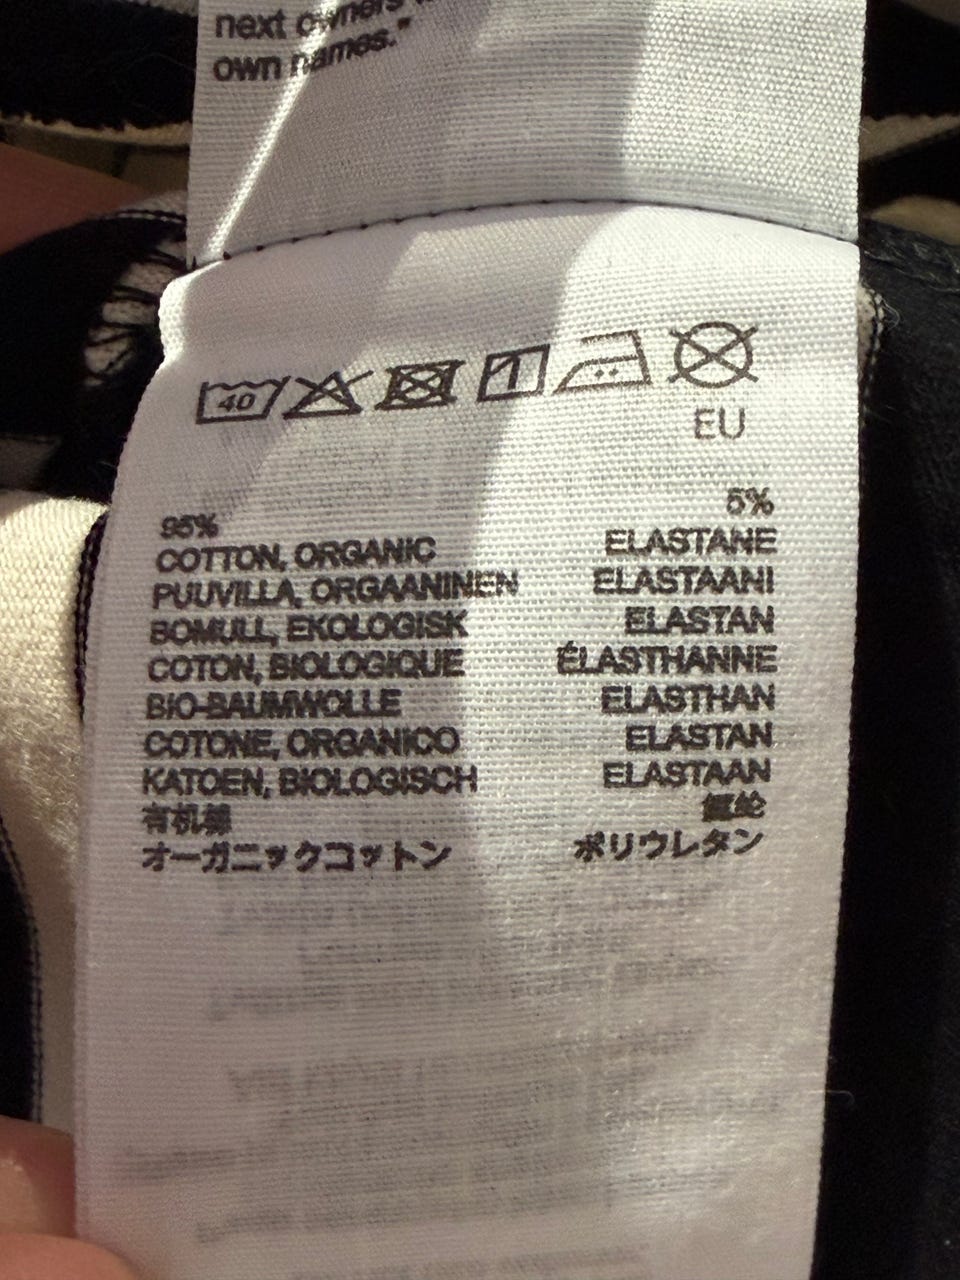 next owners
own names."
40
EU
95%
COTTON, ORGANIC
PUUVILLA, ORGAANINEN
BOMULL, EKOLOGISK
COTON, BIOLOGIQUE
BIO-BAUMWOLLE
COTONE, ORGANICO
KATOEN, BIOLOGISCH
有机棉
オーガニックコットン
5%
ELASTANE
ELASTAANI
ELASTAN
ÉLASTHANNE
ELASTHAN
ELASTAN
ELASTAAN
ポリウレタン